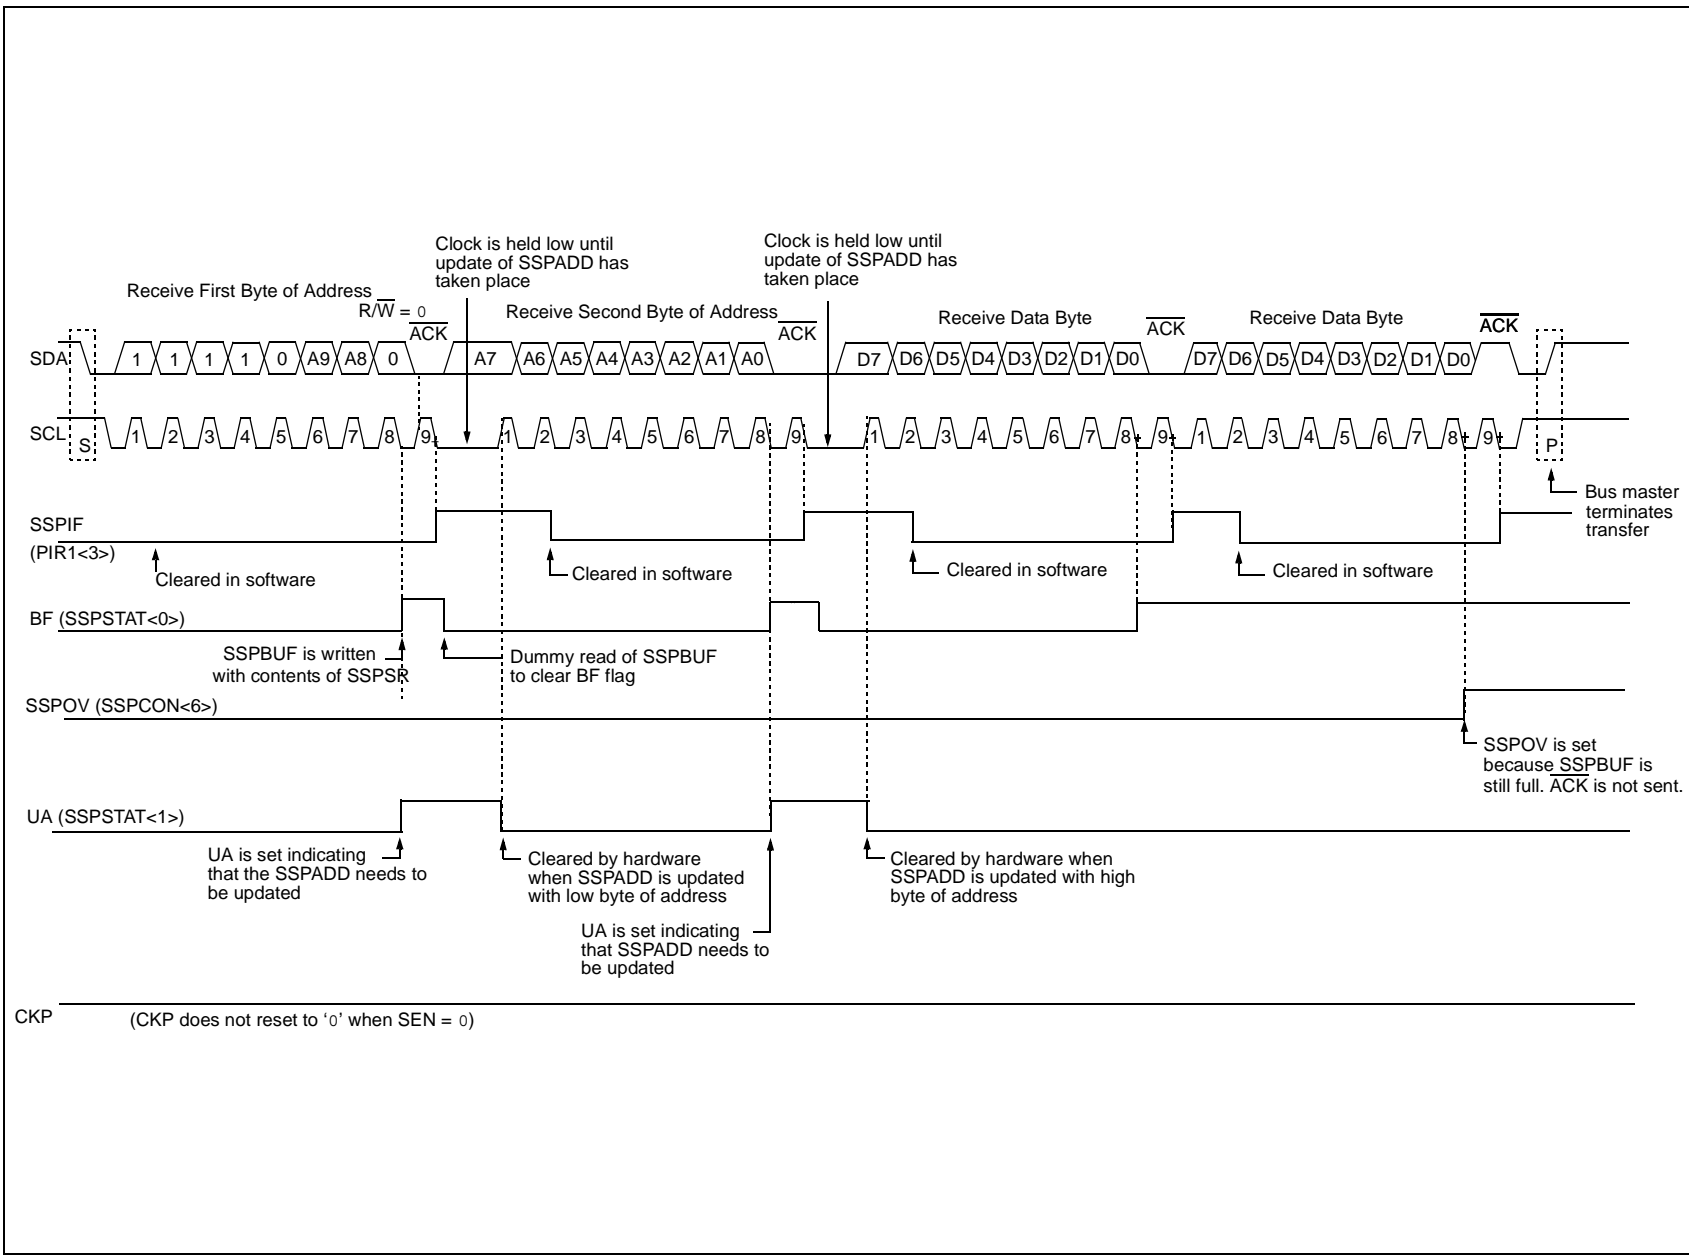 Clock is held low until
update of SSPADD has
taken place
Clock is held low until
update of SSPADD has
taken place
Receive First Byte of Address
R/W = 0
ACK
Receive Second Byte of Address
ACK
Receive Data Byte
ACK
Receive Data Byte
ACK
SDA
1 1 1 1 0 A9 A8 0
A7 A6 A5 A4 A3 A2 A1 A0
D7 D6 D5 D4 D3 D2 D1 D0
D7 D6 D5 D4 D3 D2 D1 D0
SCL
S
1 2 3 4 5 6 7 8 9
1 2 3 4 5 6 7 8 9
1 2 3 4 5 6 7 8 9
1 2 3 4 5 6 7 8 9
P
Bus master
terminates
transfer
SSPIF
(PIR1<3>)
Cleared in software
Cleared in software
Cleared in software
Cleared in software
BF (SSPSTAT<0>)
SSPBUF is written
with contents of SSPSR
Dummy read of SSPBUF
to clear BF flag
SSPOV (SSPCON<6>)
SSPOV is set
because SSPBUF is
still full. ACK is not sent.
UA (SSPSTAT<1>)
UA is set indicating
that the SSPADD needs to
be updated
Cleared by hardware
when SSPADD is updated
with low byte of address
UA is set indicating
that SSPADD needs to
be updated
Cleared by hardware when
SSPADD is updated with high
byte of address
CKP
(CKP does not reset to ‘0’ when SEN = 0)